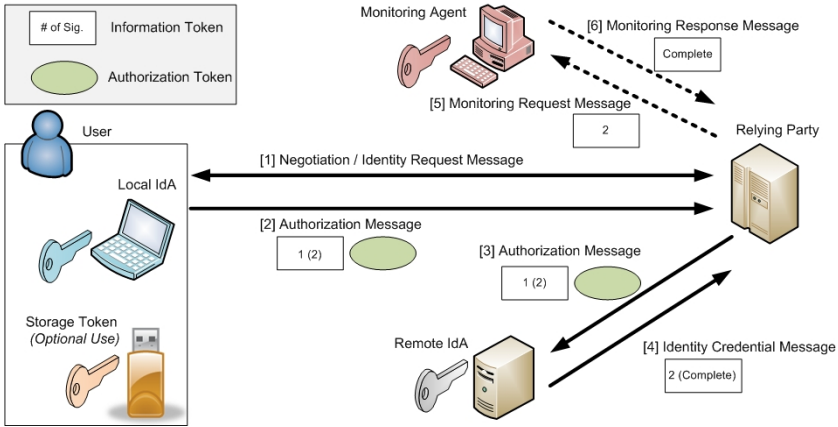 # of Sig.
Information Token
Authorization Token
Monitoring Agent
[6] Monitoring Response Message
Complete
[5] Monitoring Request Message
2
Relying Party
User
[1] Negotiation / Identity Request Message
Local IdA
[2] Authorization Message
1 (2)
[3] Authorization Message
1 (2)
Storage Token
(Optional Use)
Remote IdA
[4] Identity Credential Message
2 (Complete)